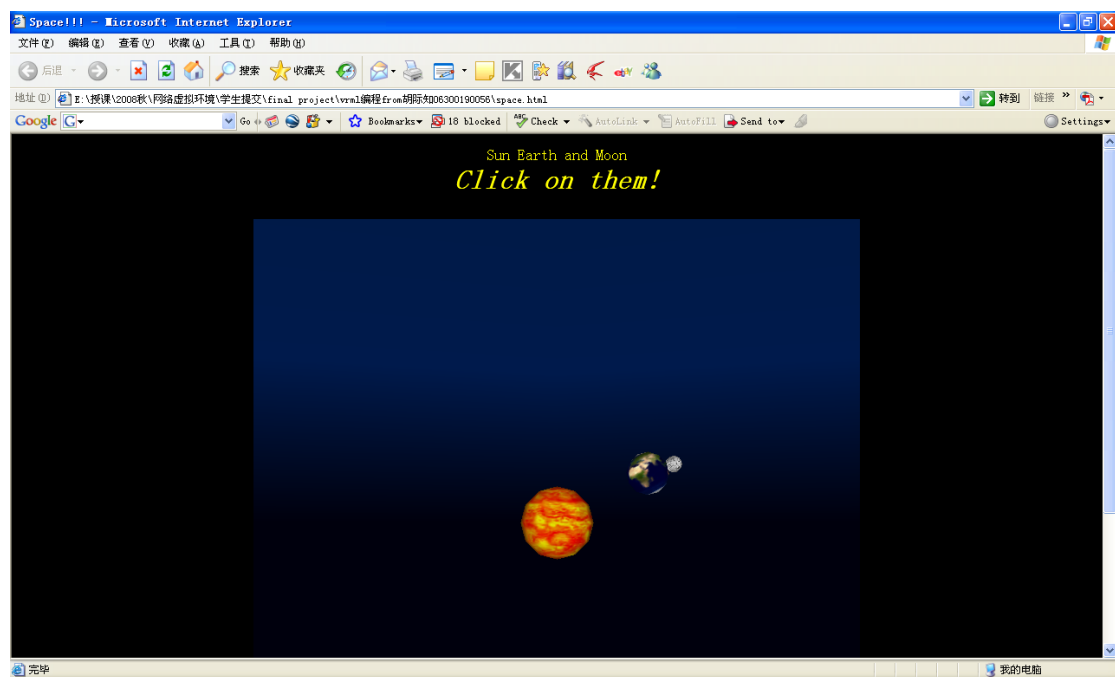 Space!!! - Microsoft Internet Explorer
文件(F) 编辑(E) 查看(V) 收藏(A) 工具(T) 帮助(H)
后退 搜索 收藏夹
地址(D) E:\授课\2008秋\网络虚拟环境\学生提交\final project\vrml编程from胡际知06300190056\space.html 转到 链接 »
Google G Go Bookmarks 18 blocked Check AutoLink AutoFill Send to Settings
Sun Earth and Moon
Click on them!
完毕 我的电脑